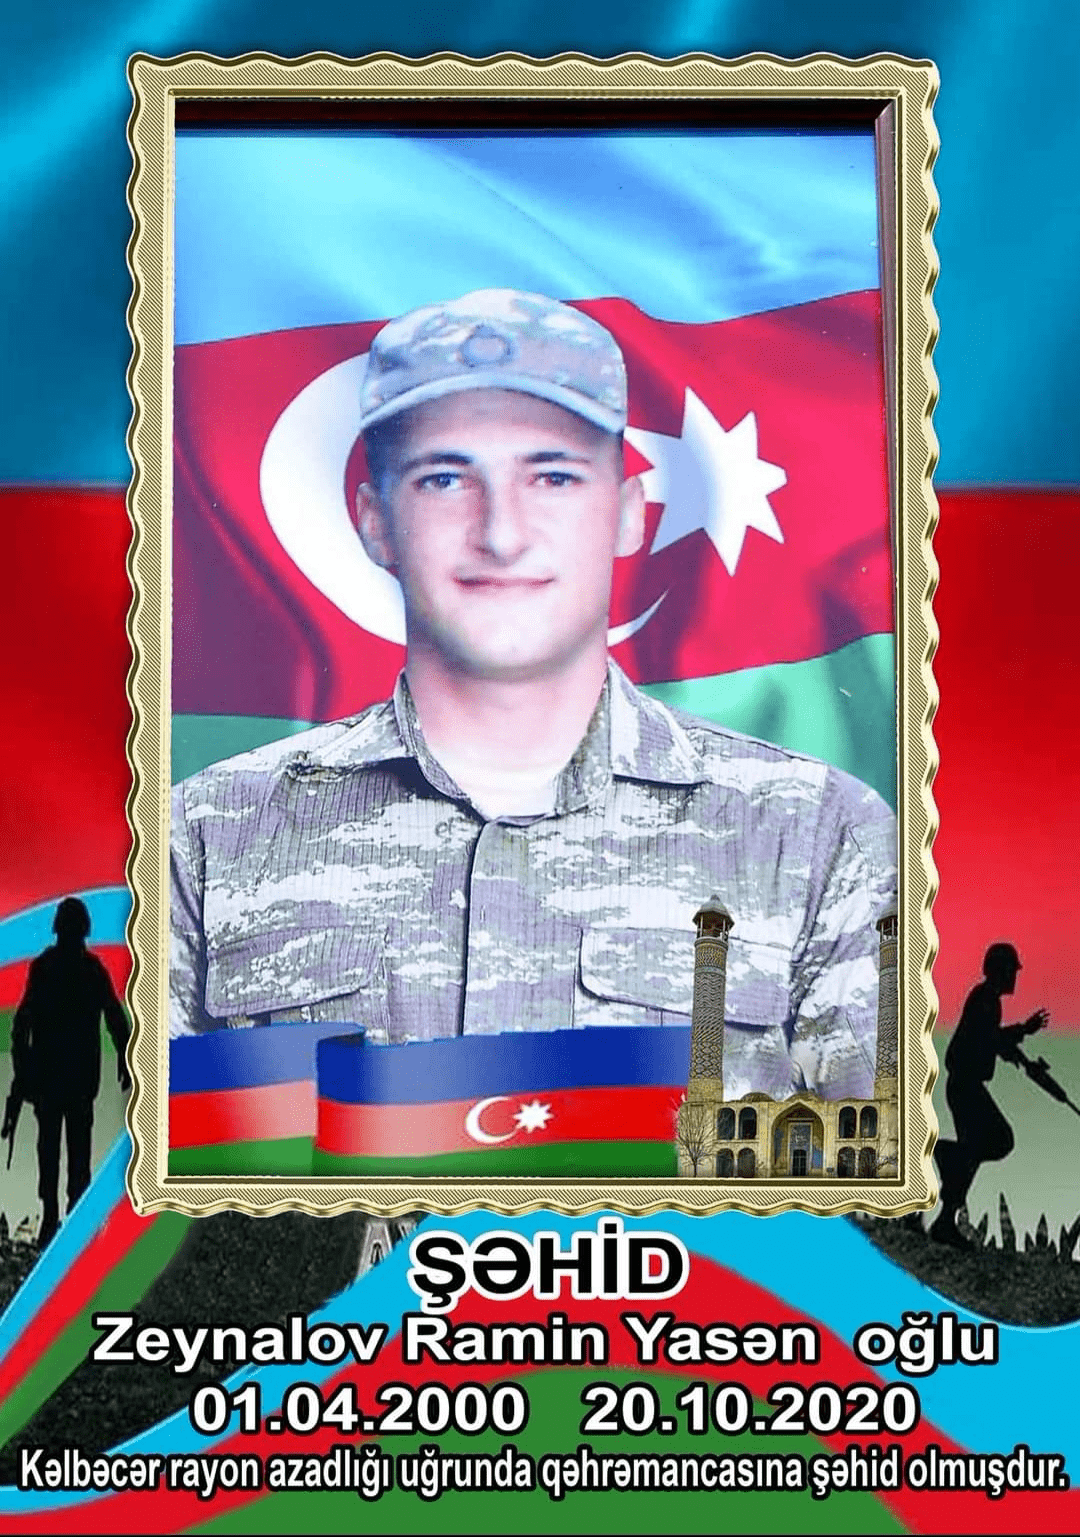 ŞƏHİD
Zeynalov Ramin Yasən oğlu
01.04.2000 20.10.2020
Kəlbəcər rayon azadlığı uğrunda qəhrəmancasına şəhid olmuşdur.